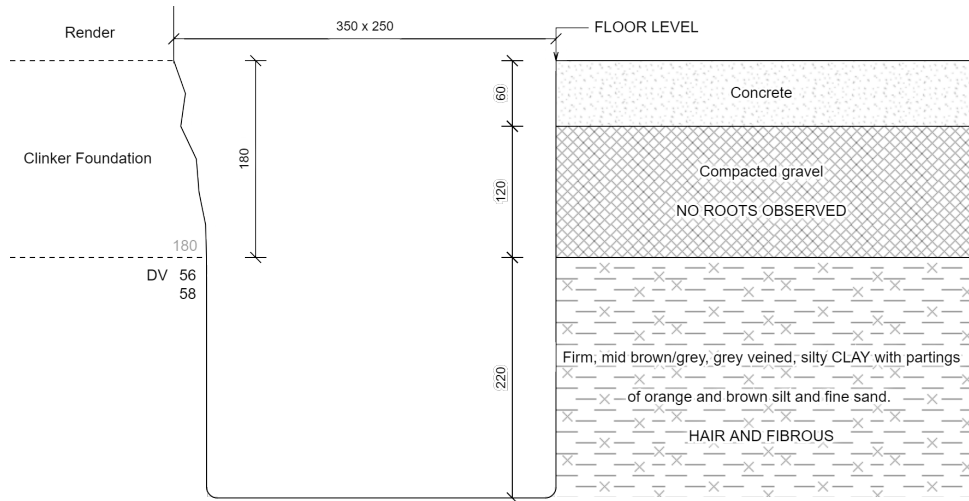 Render
350 x 250
FLOOR LEVEL
60
Concrete
Clinker Foundation
180
120
Compacted gravel
NO ROOTS OBSERVED
180
DV 56
58
220
Firm, mid brown/grey, grey veined, silty CLAY with partings
of orange and brown silt and fine sand.
HAIR AND FIBROUS